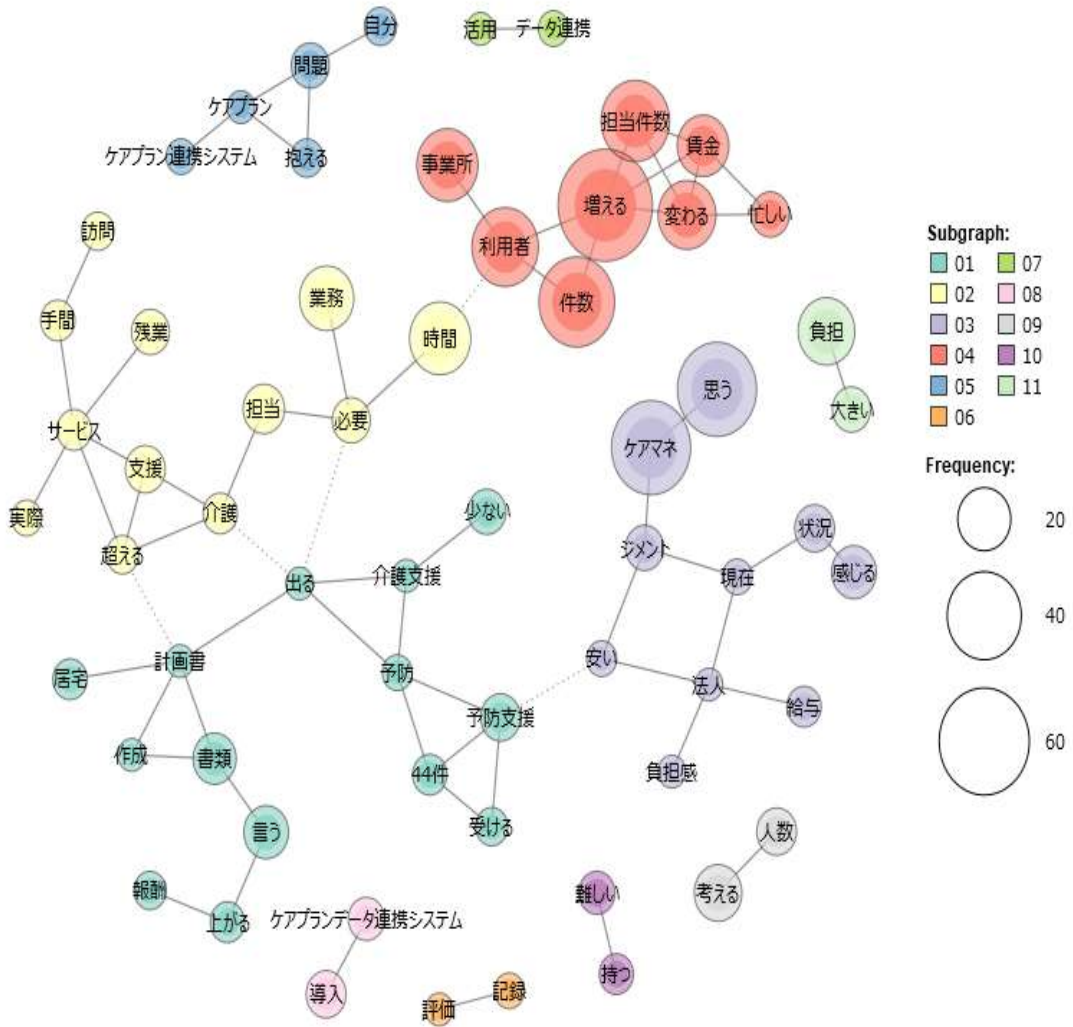 自分
活用 データ連携
問題
ケアプラン
ケアプラン連携システム
抱える
担当件数
賃金
事業所
増える
変わる
忙しい
利用者
件数
訪問
手間
残業
業務
時間
担当
必要
サービス
支援
介護
実際
超える
負担
大きい
思う
ケアマネ
ジメント
現在
状況
感じる
安い
法人
給与
負担感
少ない
介護支援
出る
計画書
居宅
予防
予防支援
作成
書類
44件
受ける
言う
報酬
上がる
人数
考える
難しい
持つ
ケアプランデータ連携システム
導入
評価
記録
Subgraph:
01 07
02 08
03 09
04 10
05 11
06
Frequency:
20
40
60